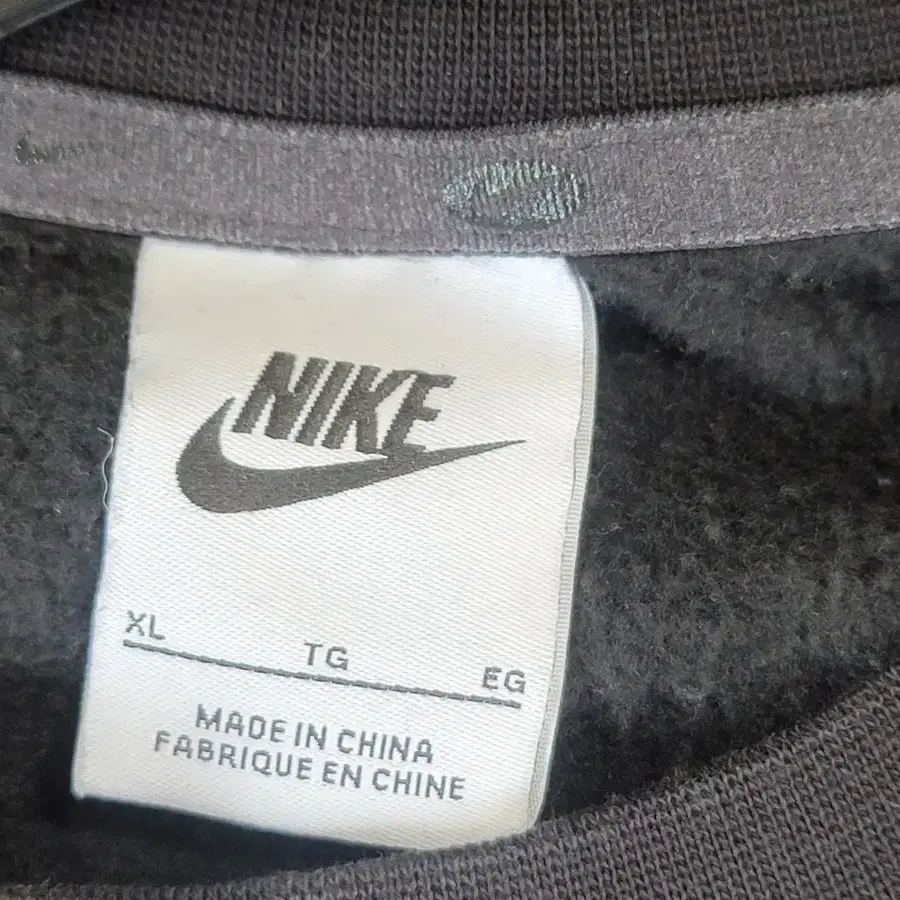 NIKE
XL TG EG
MADE IN CHINA
FABRIQUE EN CHINE